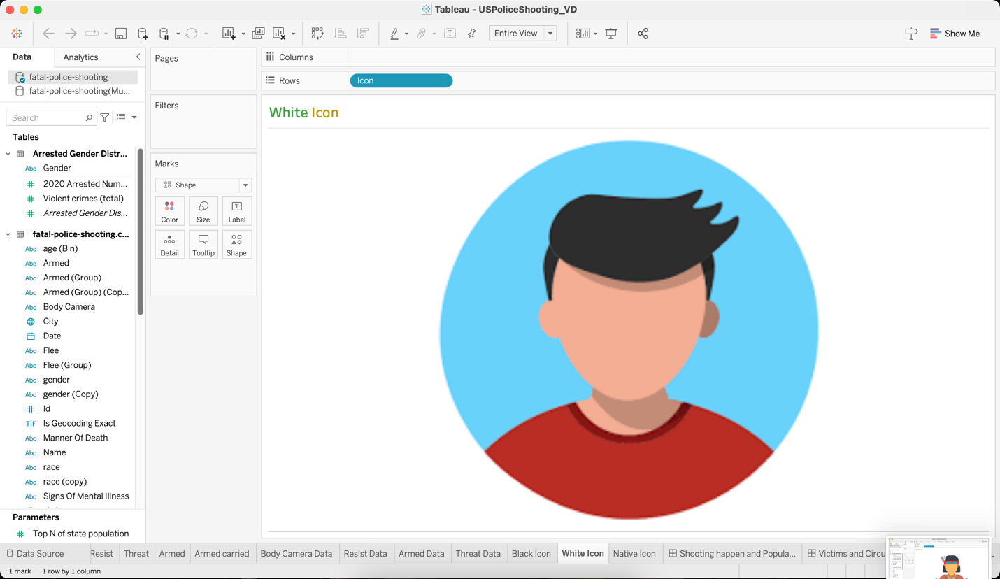 Tableau - USPoliceShooting_VD
Entire View
Show Me
Data
Analytics
fatal-police-shooting
fatal-police-shooting(Mu...
Search
Tables
Arrested Gender Distr...
Abc Gender
2020 Arrested Num...
Violent crimes (total)
Arrested Gender Dis...
fatal-police-shooting.c...
Abc age (Bin)
Abc Armed
Abc Armed (Group)
Abc Armed (Group) (Cop...
Abc Body Camera
City
Date
Abc Flee
Abc Flee (Group)
Abc gender
Abc gender (Copy)
Id
T|F Is Geocoding Exact
Abc Manner Of Death
Abc Name
Abc race
Abc race (copy)
Abc Signs Of Mental Illness
Parameters
Top N of state population
Pages
Filters
Marks
Shape
Color
Size
Label
Detail
Tooltip
Shape
Columns
Rows
Icon
White Icon
Data Source
Resist
Threat
Armed
Armed carried
Body Camera Data
Resist Data
Armed Data
Threat Data
Black Icon
White Icon
Native Icon
Shooting happen and Popula...
Victims and Circu
1 mark
1 row by 1 column